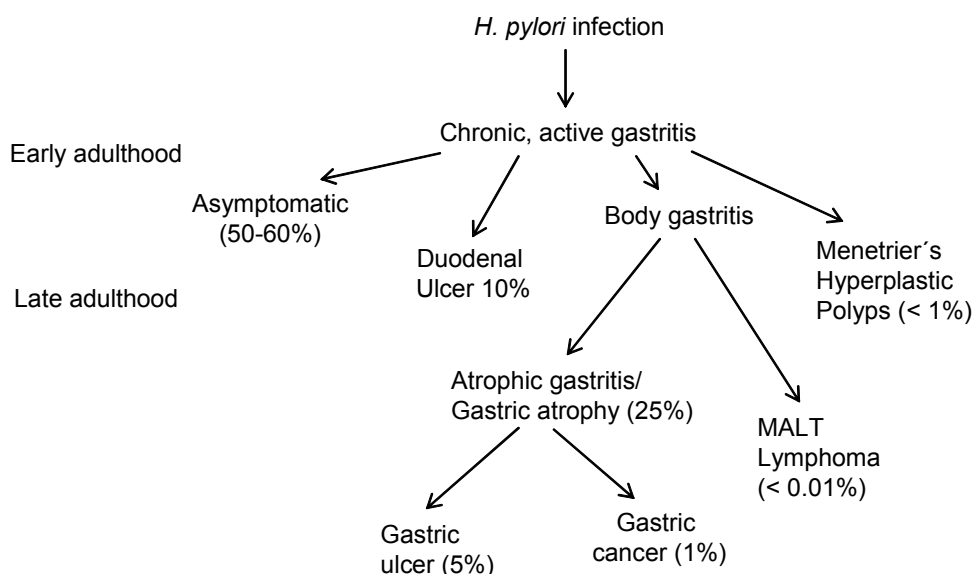 H. pylori infection
Chronic, active gastritis
Early adulthood
Asymptomatic
(50-60%)
Body gastritis
Duodenal
Ulcer 10%
Menetrier´s
Hyperplastic
Polyps (< 1%)
Late adulthood
Atrophic gastritis/
Gastric atrophy (25%)
MALT
Lymphoma
(< 0.01%)
Gastric
ulcer (5%)
Gastric
cancer (1%)